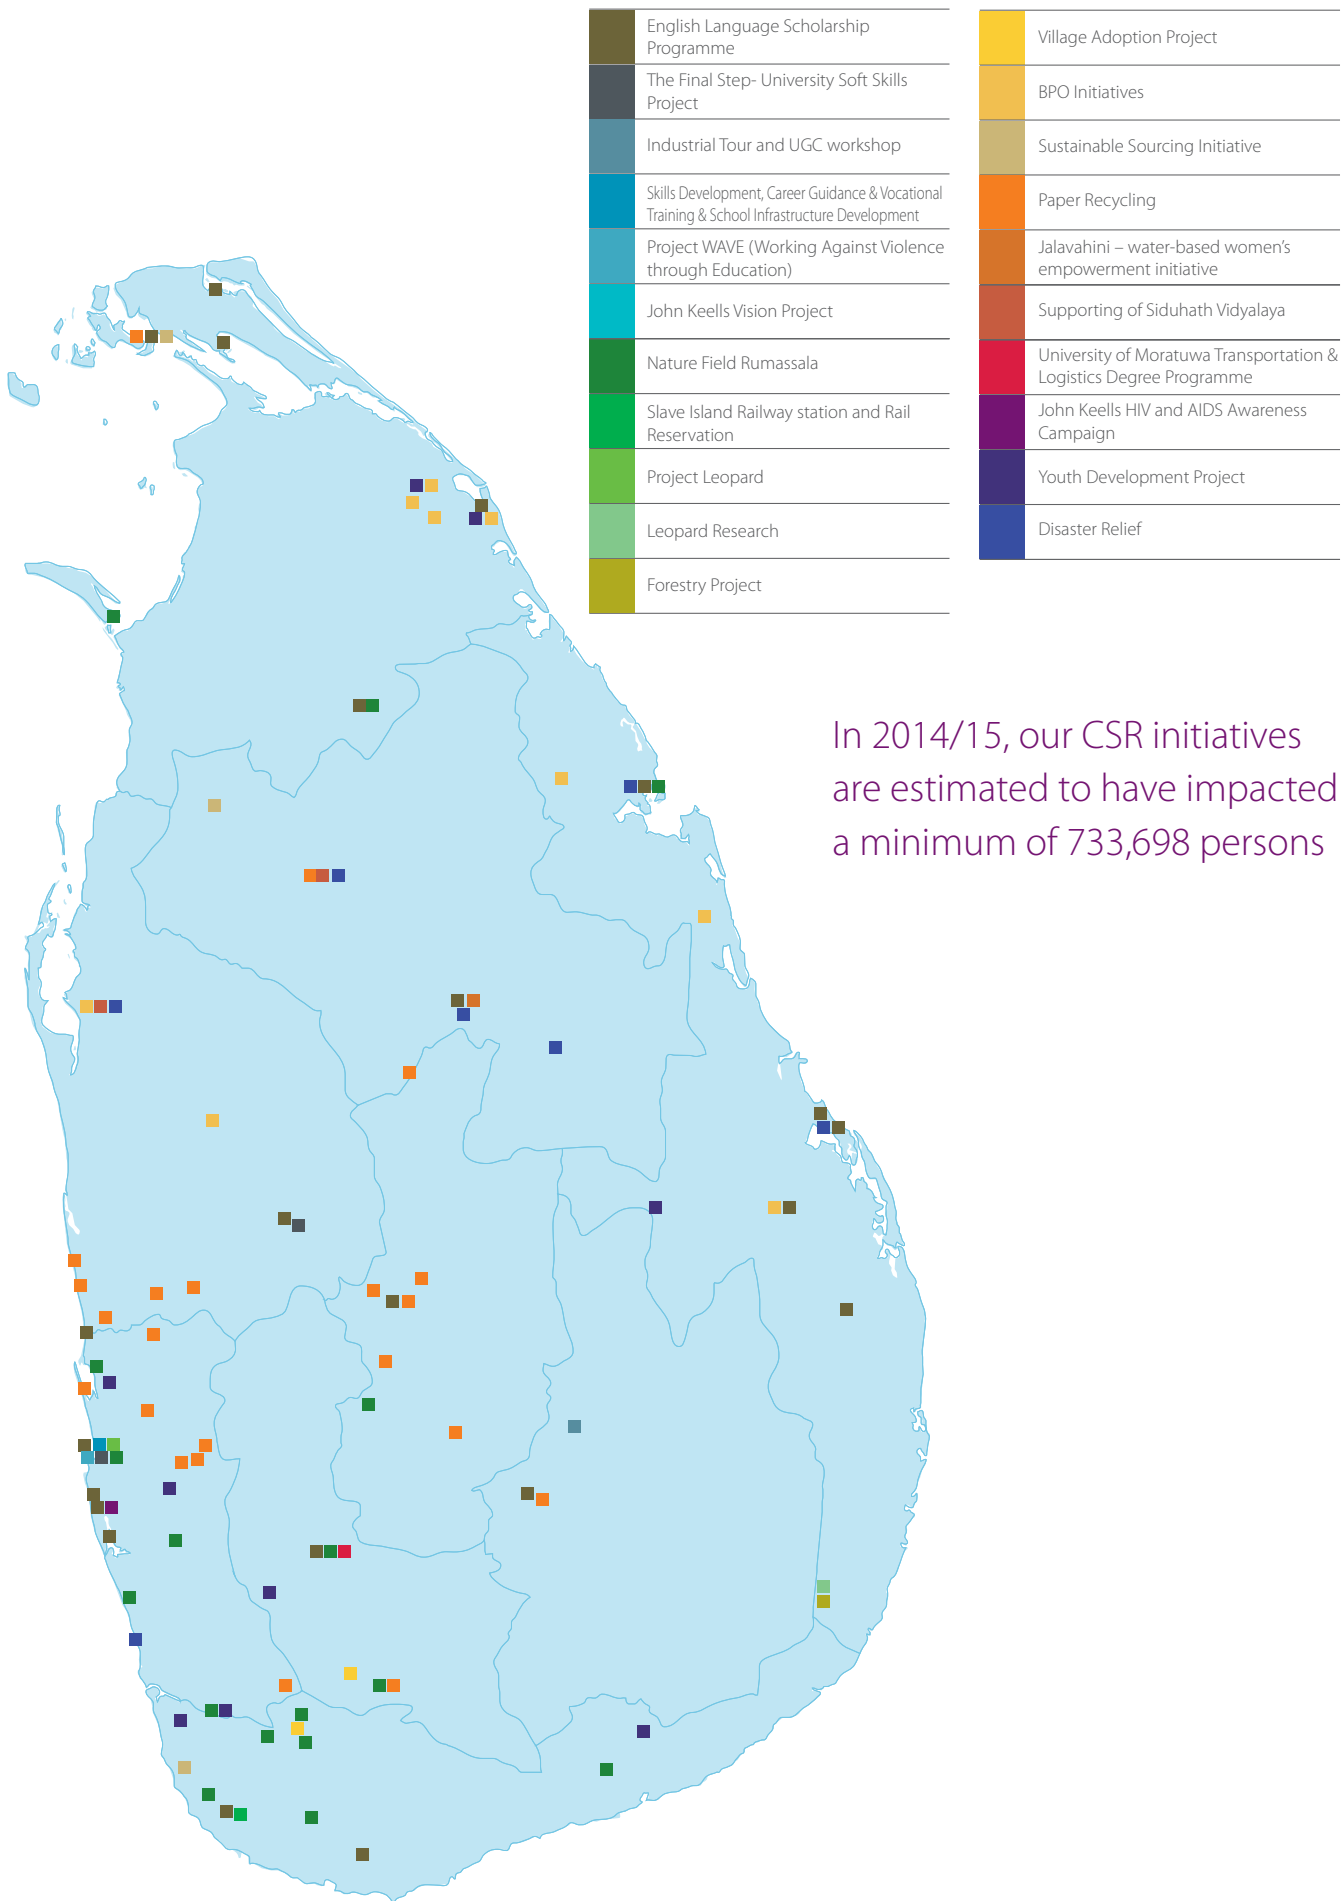 English Language Scholarship
Programme
The Final Step- University Soft Skills
Project
Industrial Tour and UGC workshop
Skills Development, Career Guidance & Vocational
Training & School Infrastructure Development
Project WAVE (Working Against Violence
through Education)
John Keells Vision Project
Nature Field Rumassala
Slave Island Railway station and Rail
Reservation
Project Leopard
Leopard Research
Forestry Project
Village Adoption Project
BPO Initiatives
Sustainable Sourcing Initiative
Paper Recycling
Jalavahini – water-based women's
empowerment initiative
Supporting of Siduhath Vidyalaya
University of Moratuwa Transportation &
Logistics Degree Programme
John Keells HIV and AIDS Awareness
Campaign
Youth Development Project
Disaster Relief
In 2014/15, our CSR initiatives
are estimated to have impacted
a minimum of 733,698 persons